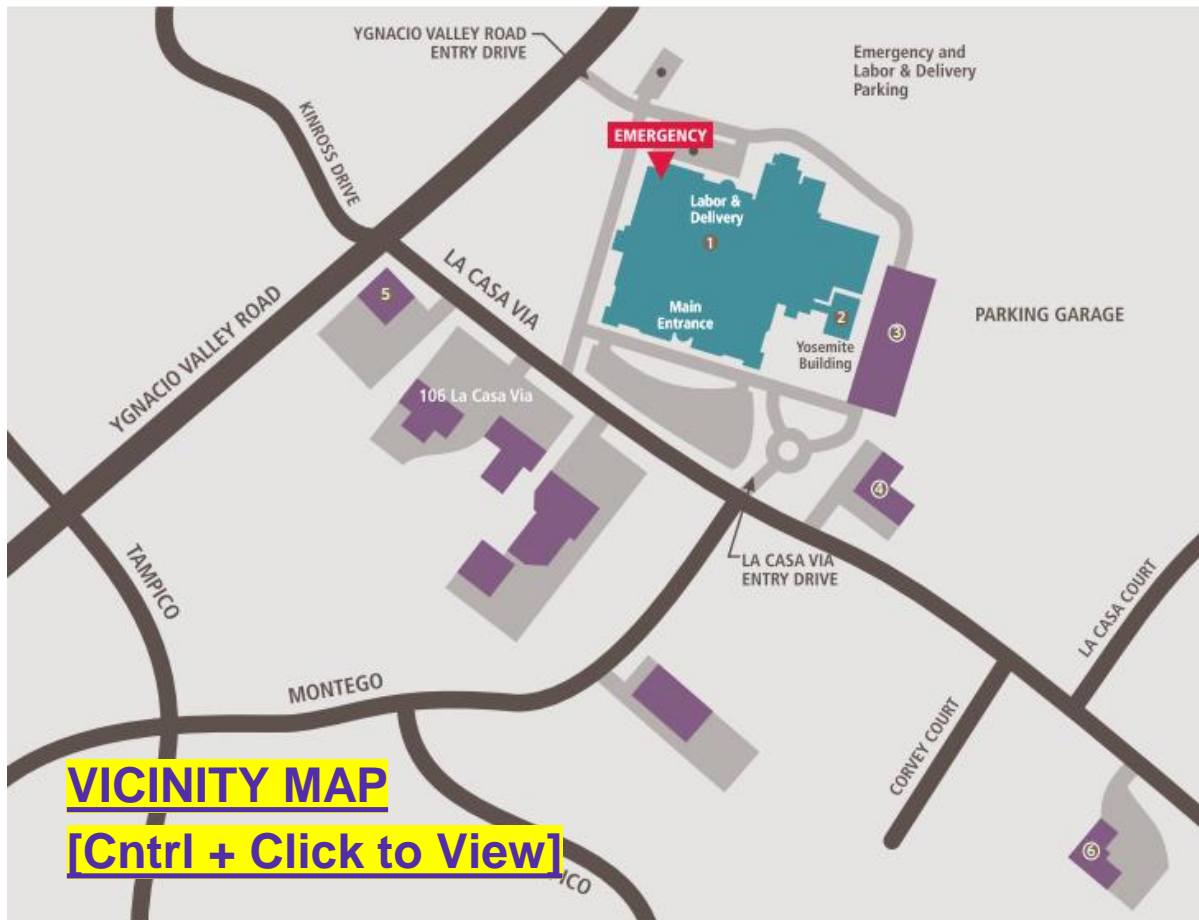 YGNACIO VALLEY ROAD
ENTRY DRIVE
Emergency and
Labor & Delivery
Parking
KINROSS DRIVE
EMERGENCY
Labor &
Delivery
1
LA CASA VIA
5
YGNACIO VALLEY ROAD
Main
Entrance
2
3
PARKING GARAGE
Yosemite
Building
106 La Casa Via
4
TAMPICO
LA CASA VIA
ENTRY DRIVE
LA CASA COURT
MONTEGO
CORVEY COURT
VICINITY MAP
[Cntrl + Click to View]
ICO
6